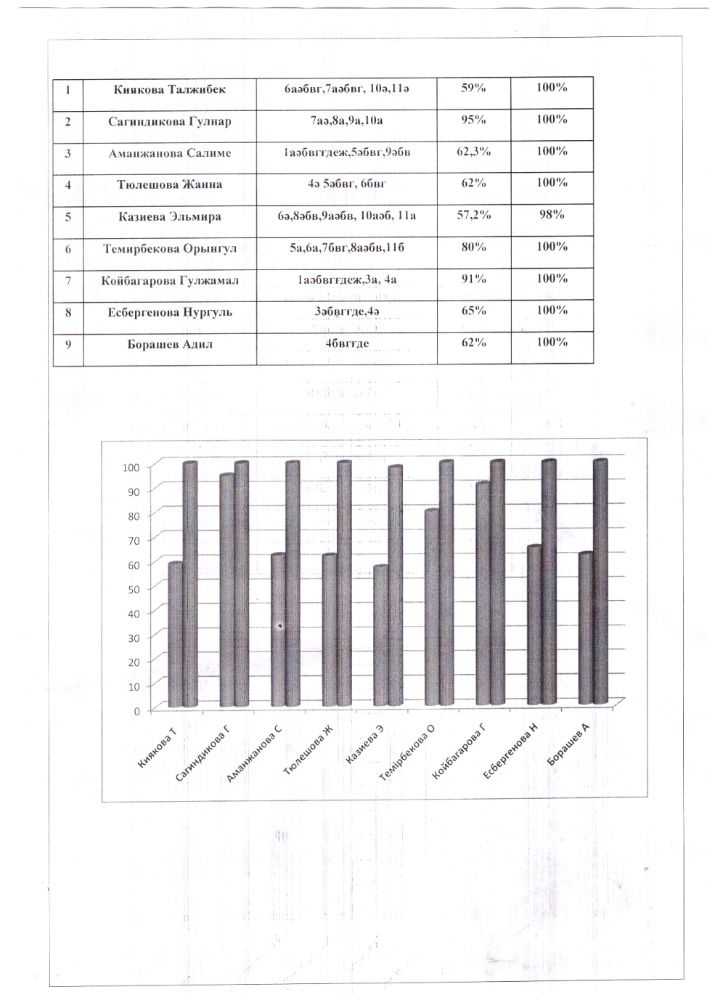 1 Киякова Талжибек 6аәбвг,7аәбвг, 10ә,11ә 59% 100%
2 Сагиндикова Гулнар 7аә,8а,9а,10а 95% 100%
3 Аманжанова Салиме 1аәбвгғдеж,5әбвг,9әбв 62,3% 100%
4 Тюлешова Жанна 4ә 5әбвг, 6бвг 62% 100%
5 Казиева Эльмира 6ә,8әбв,9аәбв, 10аәб, 11а 57,2% 98%
6 Темирбекова Орынгул 5а,6а,7бвг,8аәбв,11б 80% 100%
7 Койбагарова Гулжамал 1аәбвгғдеж,3а, 4а 91% 100%
8 Есбергенова Нургуль 3әбвгғде,4ә 65% 100%
9 Борашев Адил 4бвгғде 62% 100%
100
90
80
70
60
50
40
30
20
10
0
Киякова Т
Сагиндикова Г
Аманжанова С
Тюлешова Ж
Казиева Э
Темірбекова О
Койбагарова Г
Есбергенова Н
Борашев А